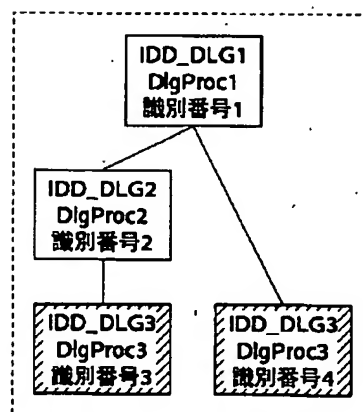 IDD_DLG1
DlgProc1
識別番号1
IDD_DLG2
DlgProc2
識別番号2
IDD_DLG3
DlgProc3
識別番号3
IDD_DLG3
DlgProc3
識別番号4